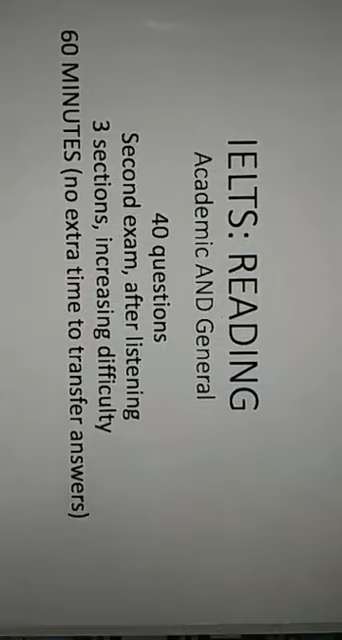 IELTS: READING
Academic AND General
40 questions
Second exam, after listening
3 sections, increasing difficulty
60 MINUTES (no extra time to transfer answers)